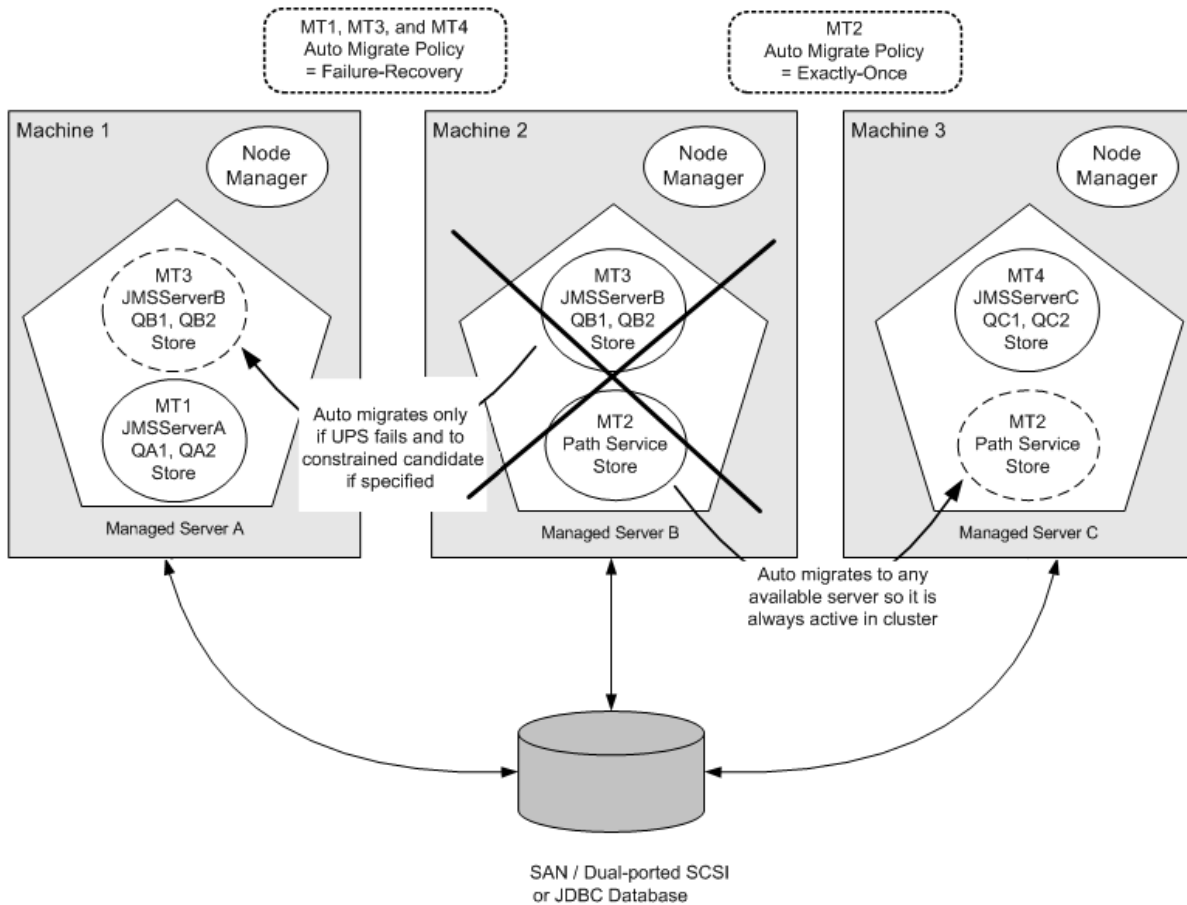 MT1, MT3, and MT4
Auto Migrate Policy
= Failure-Recovery
MT2
Auto Migrate Policy
= Exactly-Once
Machine 1
Node
Manager
MT3
JMSServerB
QB1, QB2
Store
MT1
JMSServerA
QA1, QA2
Store
Managed Server A
Auto migrates only
if UPS fails and to
constrained candidate
if specified
Machine 2
Node
Manager
MT3
JMSServerB
QB1, QB2
Store
MT2
Path Service
Store
Managed Server B
Machine 3
Node
Manager
MT4
JMSServerC
QC1, QC2
Store
MT2
Path Service
Store
Managed Server C
Auto migrates to any
available server so it is
always active in cluster
SAN / Dual-ported SCSI
or JDBC Database